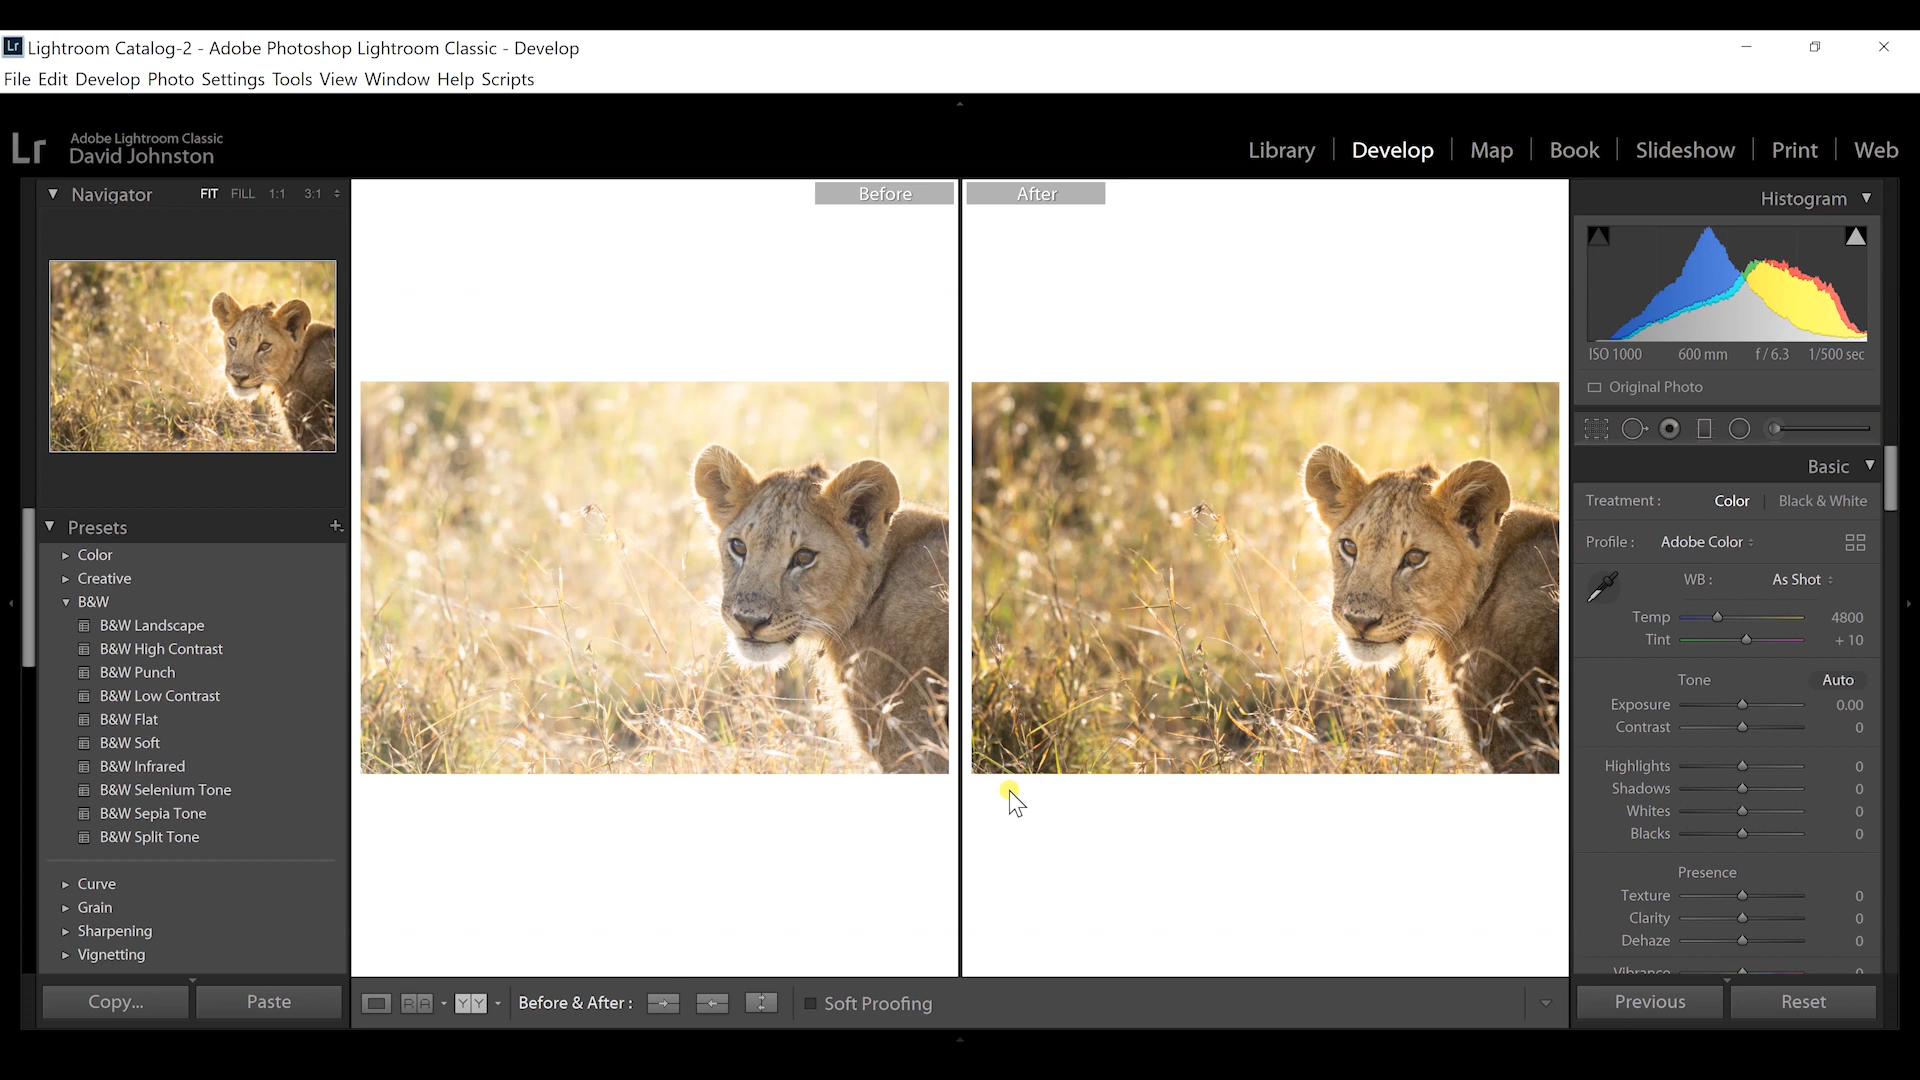 Lr Lightroom Catalog-2 - Adobe Photoshop Lightroom Classic - Develop
File Edit Develop Photo Settings Tools View Window Help Scripts
Lr Adobe Lightroom Classic
David Johnston
Library Develop Map Book Slideshow Print Web
Navigator FIT FILL 1:1 3:1
Presets
Color
Creative
B&W
B&W Landscape
B&W High Contrast
B&W Punch
B&W Low Contrast
B&W Flat
B&W Soft
B&W Infrared
B&W Selenium Tone
B&W Sepia Tone
B&W Split Tone
Curve
Grain
Sharpening
Vignetting
Copy... Paste
Before After
RA YY Before & After : Soft Proofing
Histogram
ISO 1000 600 mm f / 6.3 1/500 sec
Original Photo
Basic
Treatment : Color Black & White
Profile : Adobe Color
WB : As Shot
Temp 4800
Tint + 10
Tone Auto
Exposure 0.00
Contrast 0
Highlights 0
Shadows 0
Whites 0
Blacks 0
Presence
Texture 0
Clarity 0
Dehaze 0
Vibrance 0
Previous Reset